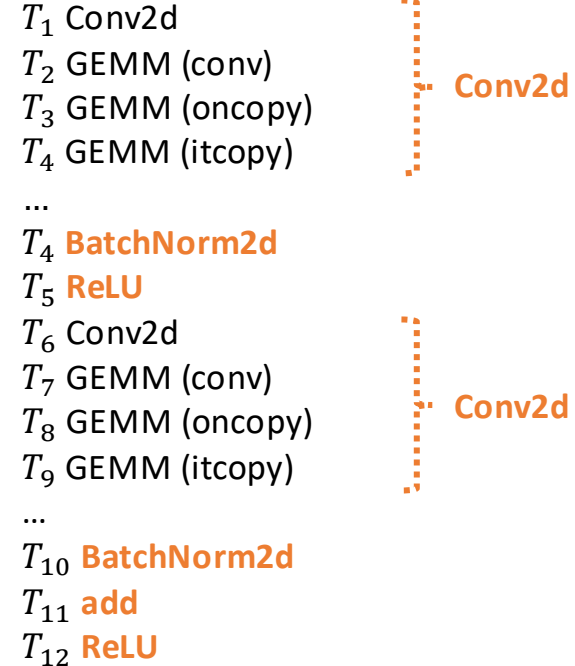 T₁ Conv2d
T₂ GEMM (conv)
T₃ GEMM (oncopy)
T₄ GEMM (itcopy)
Conv2d
...
T₄ BatchNorm2d
T₅ ReLU
T₆ Conv2d
T₇ GEMM (conv)
T₈ GEMM (oncopy)
T₉ GEMM (itcopy)
Conv2d
...
T₁₀ BatchNorm2d
T₁₁ add
T₁₂ ReLU